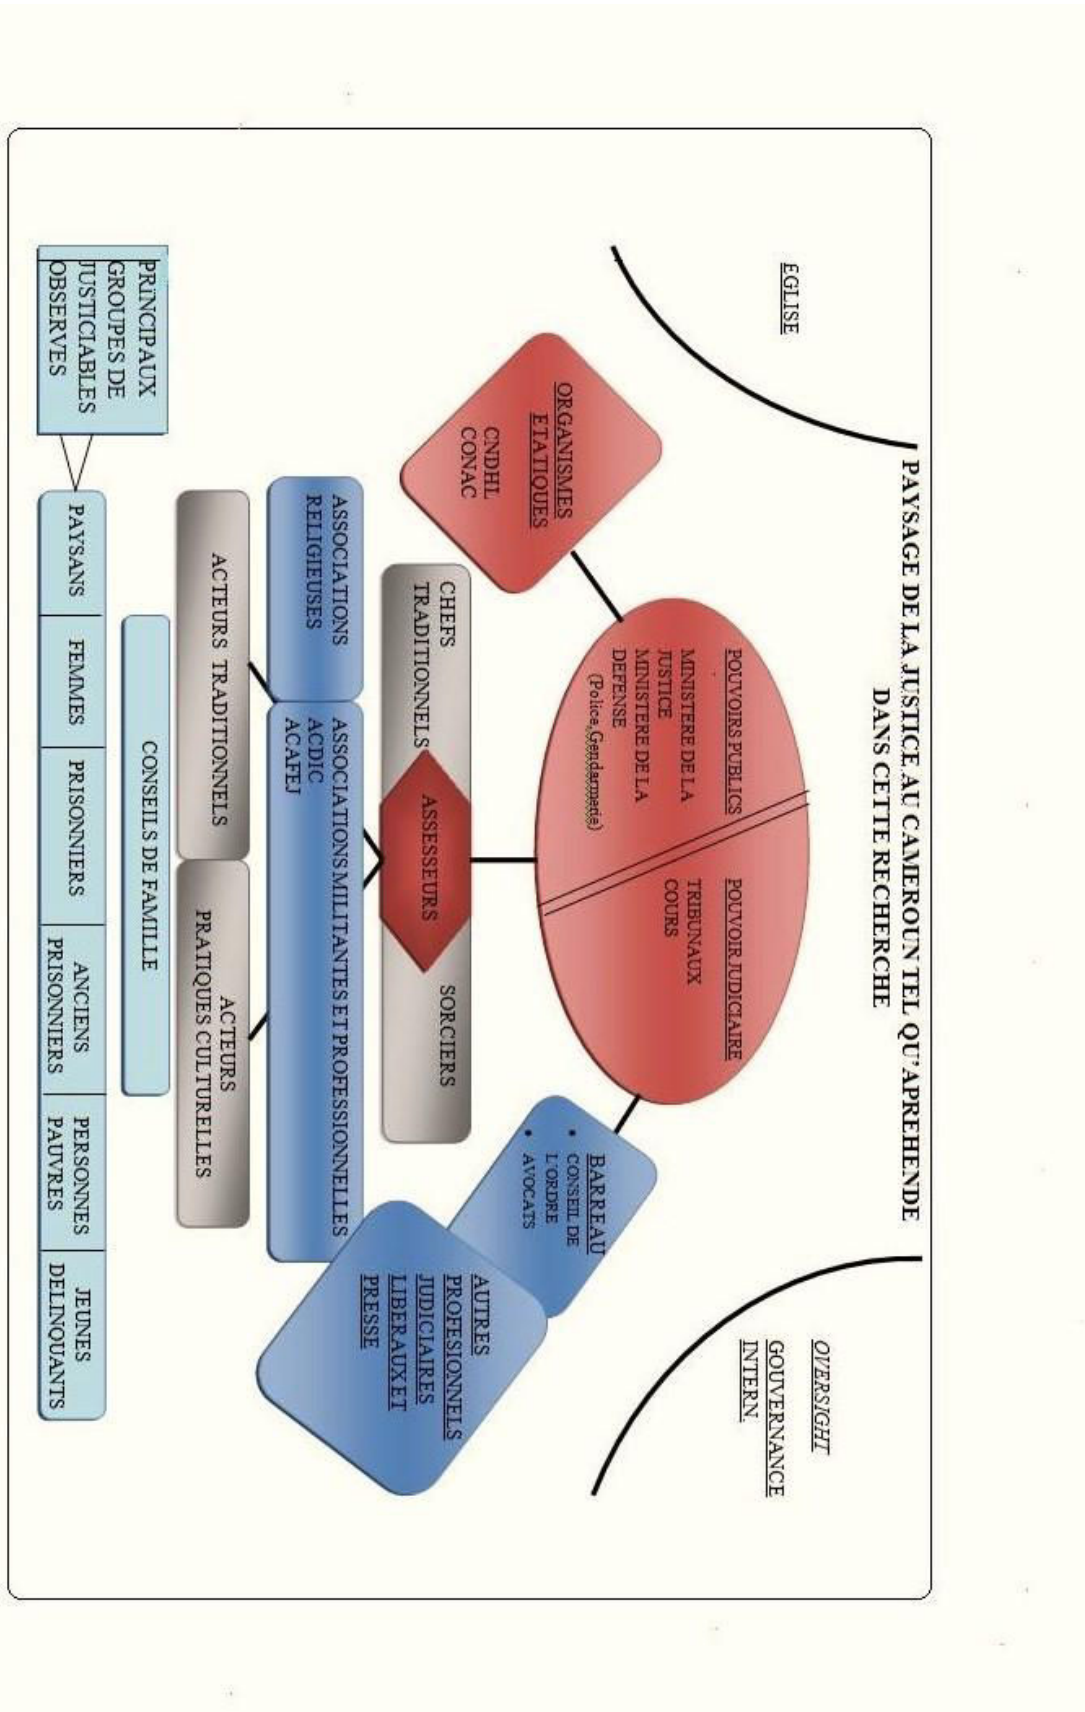 PAYSAGE DE LA JUSTICE AU CAMEROUN TEL QU'APREHENDE
DANS CETTE RECHERCHE
EGLISE
OVERSIGHT
GOUVERNANCE
INTERN.
POUVOIRS PUBLICS
MINISTERE DE LA
JUSTICE
MINISTERE DE LA
DEFENSE
(Police,Gendarmerie)
POUVOIR JUDICIAIRE
TRIBUNAUX
COURS
ORGANISMES
ETATIQUES
CNDHL
CONAC
BARREAU
• CONSEIL DE
L'ORDRE
• AVOCATS
CHEFS
TRADITIONNELS
ASSESSEURS
SORCIERS
AUTRES
PROFESIONNELS
JUDICIAIRES
LIBERAUX ET
PRESSE
ASSOCIATIONS
RELIGIEUSES
ASSOCIATIONS MILITANTES ET PROFESSIONNELLES
ACDIC
ACAFEJ
ACTEURS TRADITIONNELS
ACTEURS
PRATIQUES CULTURELLES
CONSEILS DE FAMILLE
PRINCIPAUX
GROUPES DE
JUSTICIABLES
OBSERVES
PAYSANS
FEMMES
PRISONNIERS
ANCIENS
PRISONNIERS
PERSONNES
PAUVRES
JEUNES
DELINQUANTS